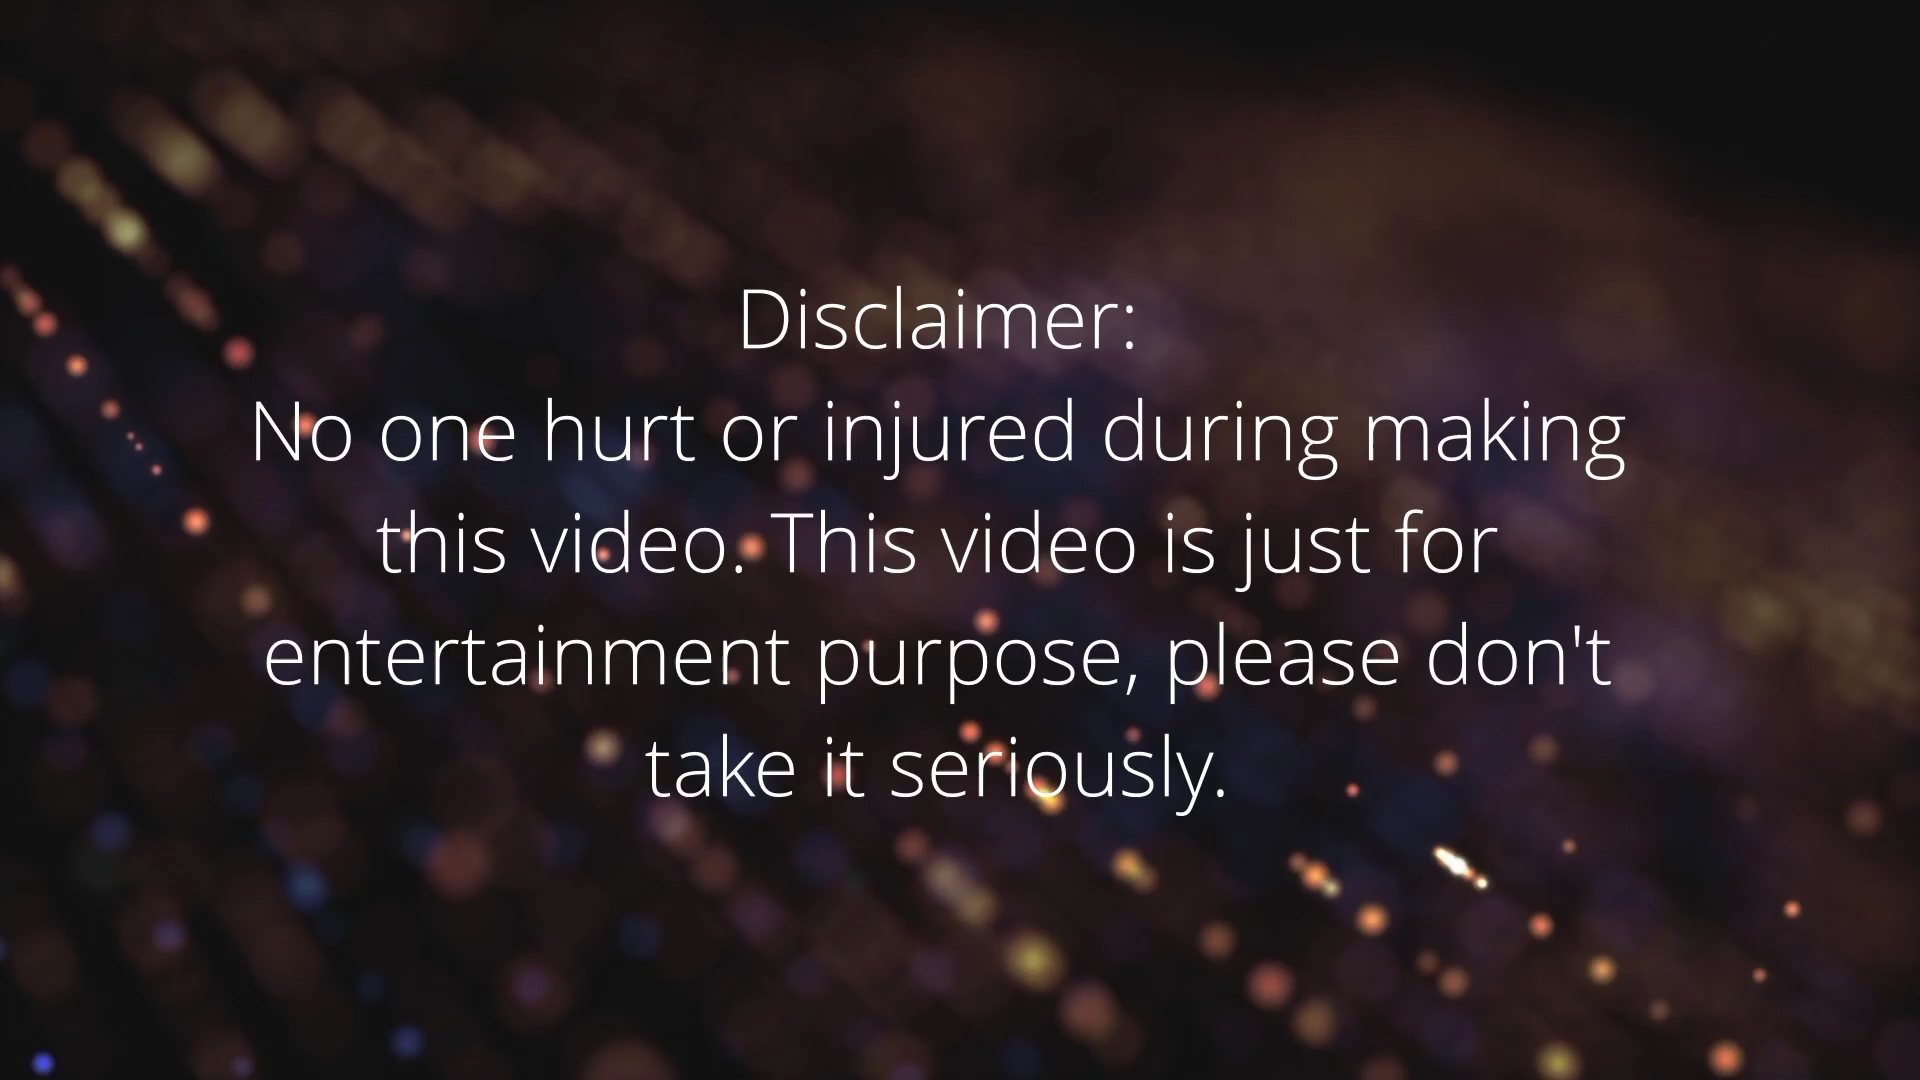 Disclaimer:
No one hurt or injured during making
this video. This video is just for
entertainment purpose, please don't
take it seriously.